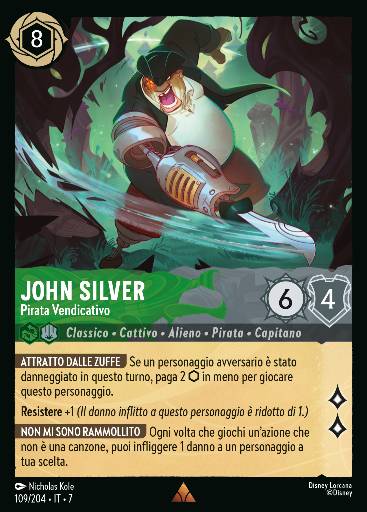 8
JOHN SILVER
Pirata Vendicativo
6
4
Classico • Cattivo • Alieno • Pirata • Capitano
ATTRATTO DALLE ZUFFE Se un personaggio avversario è stato
danneggiato in questo turno, paga 2 in meno per giocare
questo personaggio.
Resistere +1 (Il danno inflitto a questo personaggio è ridotto di 1.)
NON MI SONO RAMMOLLITO Ogni volta che giochi un'azione che
non è una canzone, puoi infliggere 1 danno a un personaggio a
tua scelta.
Nicholas Kole
109/204 • IT • 7
Disney Lorcana
©Disney